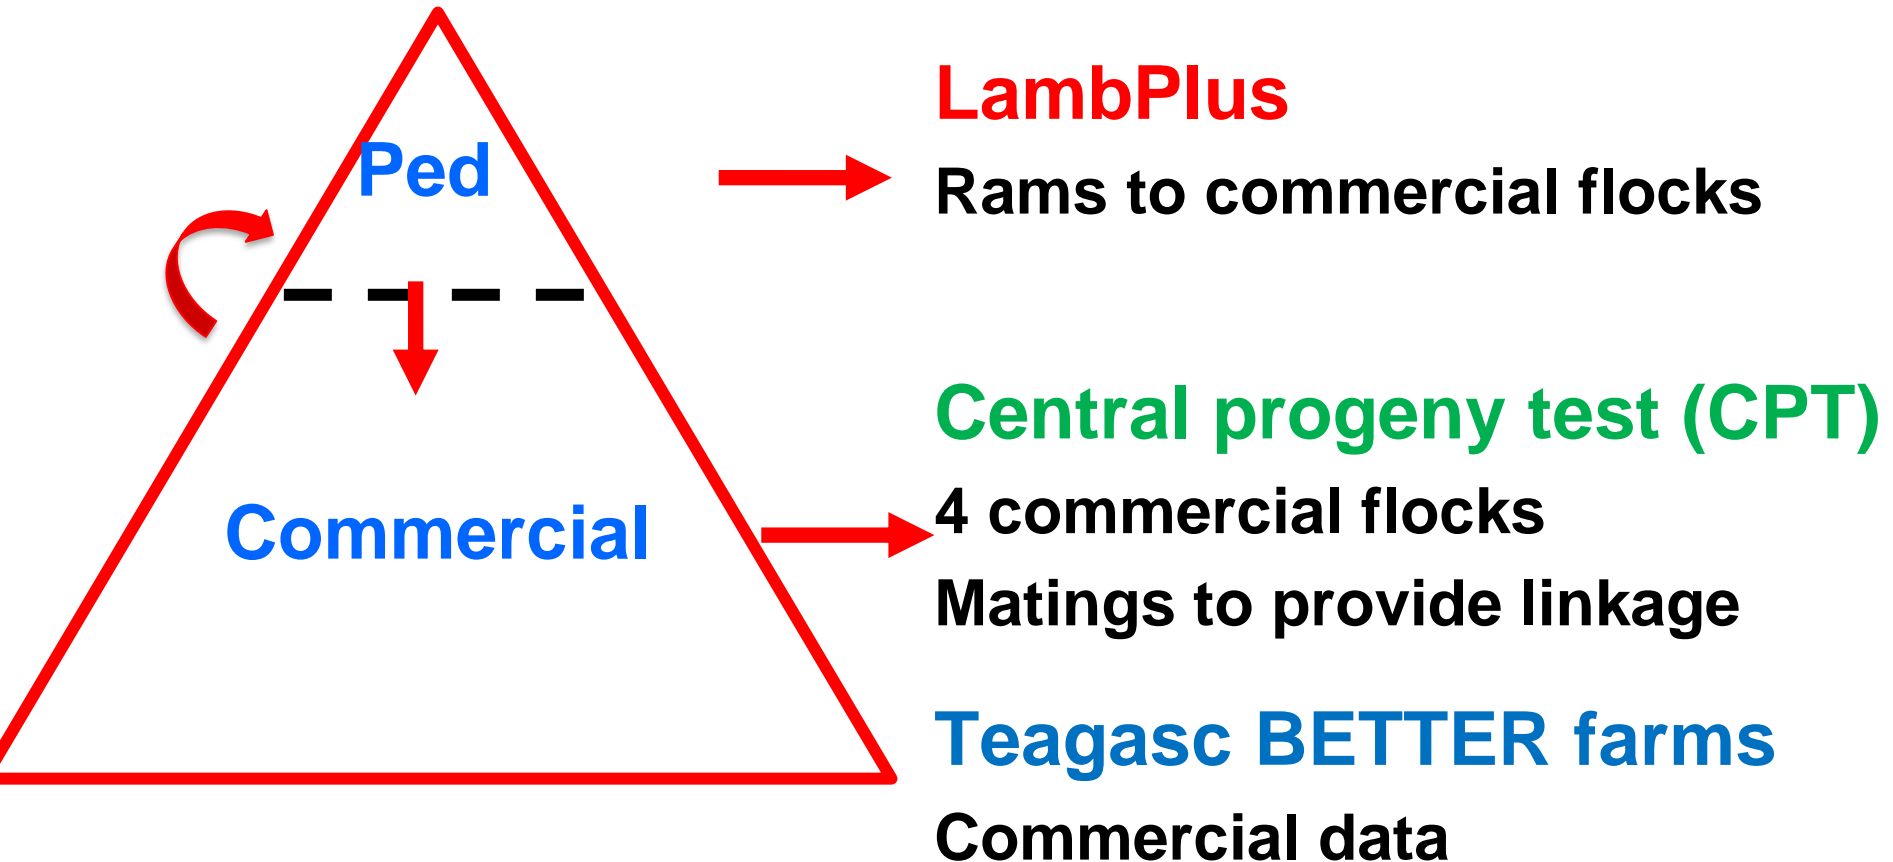 Ped
Commercial
LambPlus
Rams to commercial flocks
Central progeny test (CPT)
4 commercial flocks
Matings to provide linkage
Teagasc BETTER farms
Commercial data